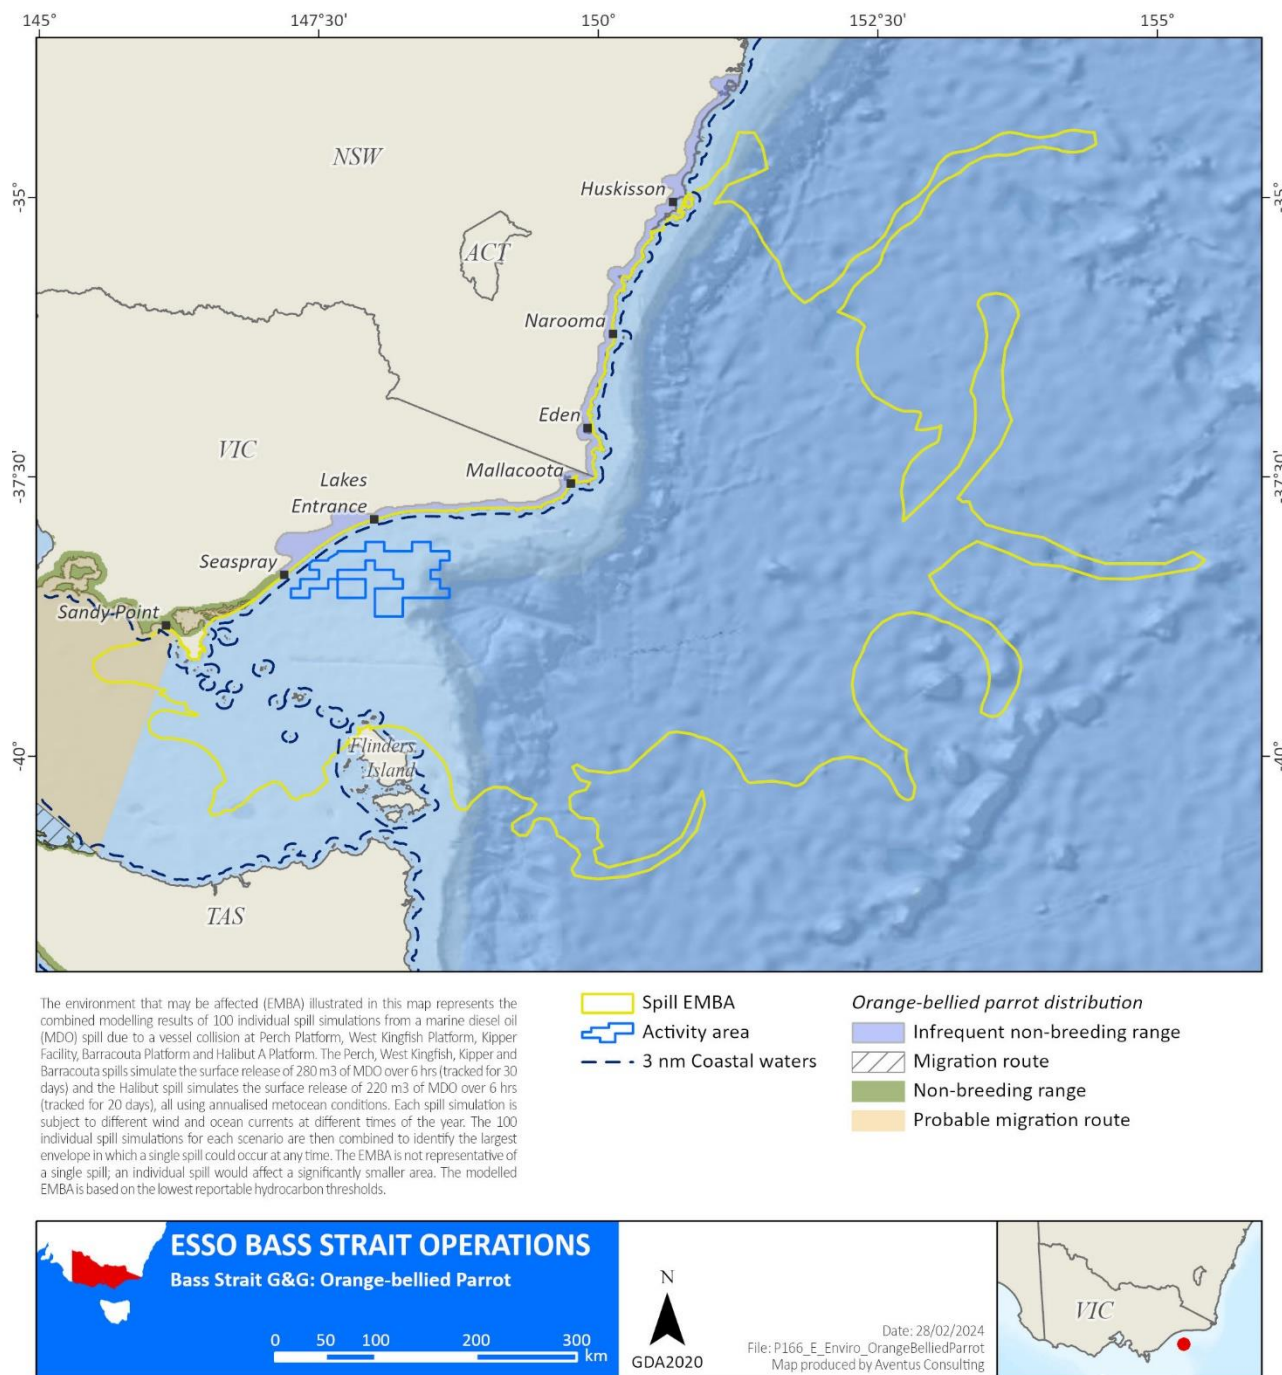 145°
147°30'
150°
152°30'
155°
NSW
Huskisson
-35°
-35°
ACT
Narooma
Eden
VIC
Mallacoota
-37°30'
-37°30'
Lakes
Entrance
Seaspray
Sandy Point
Flinders
Island
-40°
-40°
TAS
The environment that may be affected (EMBA) illustrated in this map represents the
combined modelling results of 100 individual spill simulations from a marine diesel oil
(MDO) spill due to a vessel collision at Perch Platform, West Kingfish Platform, Kipper
Facility, Barracouta Platform and Halibut A Platform. The Perch, West Kingfish, Kipper and
Barracouta spills simulate the surface release of 280 m3 of MDO over 6 hrs (tracked for 30
days) and the Halibut spill simulates the surface release of 220 m3 of MDO over 6 hrs
(tracked for 20 days), all using annualised metocean conditions. Each spill simulation is
subject to different wind and ocean currents at different times of the year. The 100
individual spill simulations for each scenario are then combined to identify the largest
envelope in which a single spill could occur at any time. The EMBA is not representative of
a single spill; an individual spill would affect a significantly smaller area. The modelled
EMBA is based on the lowest reportable hydrocarbon thresholds.
Spill EMBA
Activity area
3 nm Coastal waters
Orange-bellied parrot distribution
Infrequent non-breeding range
Migration route
Non-breeding range
Probable migration route
ESSO BASS STRAIT OPERATIONS
Bass Strait G&G: Orange-bellied Parrot
0 50 100 200 300
km
N
GDA2020
Date: 28/02/2024
File: P166_E_Enviro_OrangeBelliedParrot
Map produced by Aventus Consulting
VIC